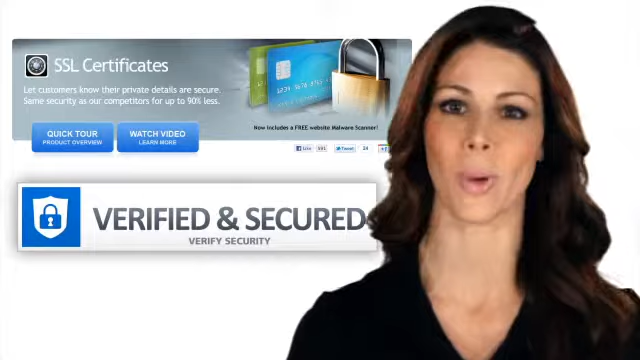 SSL Certificates
Let customers know their private details are secure.
Same security as our competitors for up to 90% less.
QUICK TOUR
PRODUCT OVERVIEW
WATCH VIDEO
LEARN MORE
Now includes a FREE website Malware Scanner!
Like
Tweet
24
VERIFIED & SECURED
VERIFY SECURITY